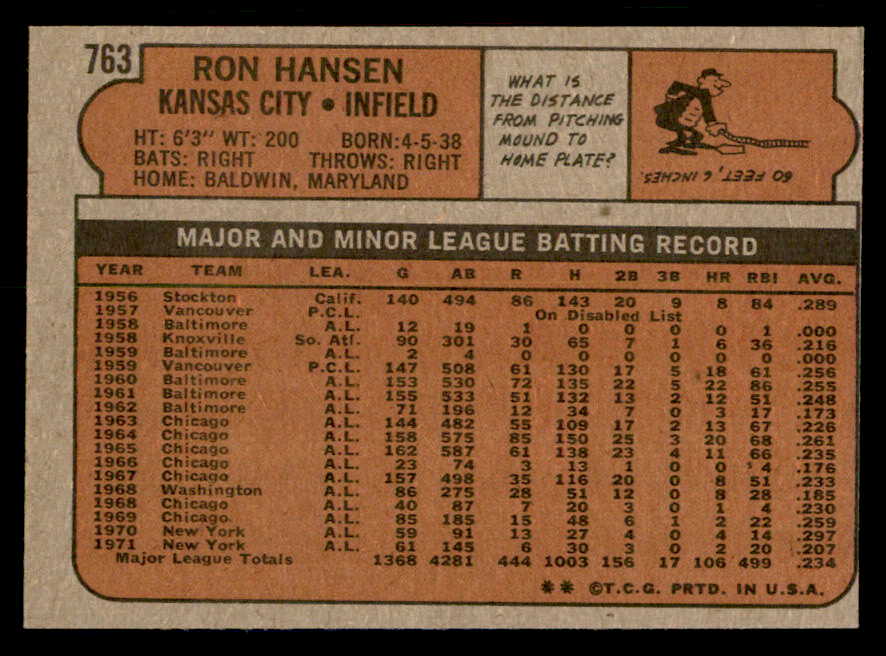 763
RON HANSEN
KANSAS CITY • INFIELD
HT: 6'3" WT: 200 BORN: 4-5-38
BATS: RIGHT THROWS: RIGHT
HOME: BALDWIN, MARYLAND
WHAT IS
THE DISTANCE
FROM PITCHING
MOUND TO
HOME PLATE?
60 FEET, 6 INCHES.
MAJOR AND MINOR LEAGUE BATTING RECORD
YEAR TEAM LEA. G AB R H 2B 3B HR RBI AVG.
1956 Stockton Calif. 140 494 86 143 20 9 8 84 .289
1957 Vancouver P.C.L. On Disabled List
1958 Baltimore A.L. 12 19 1 0 0 0 0 1 .000
1958 Knoxville So. Atl. 90 301 30 65 7 1 6 36 .216
1959 Baltimore A.L. 2 4 0 0 0 0 0 0 .000
1959 Vancouver P.C.L. 147 508 61 130 17 5 18 61 .256
1960 Baltimore A.L. 153 530 72 135 22 5 22 86 .255
1961 Baltimore A.L. 155 533 51 132 13 2 12 51 .248
1962 Baltimore A.L. 71 196 12 34 7 0 3 17 .173
1963 Chicago A.L. 144 482 55 109 17 2 13 67 .226
1964 Chicago A.L. 158 575 85 150 25 3 20 68 .261
1965 Chicago A.L. 162 587 61 138 23 4 11 66 .235
1966 Chicago A.L. 23 74 3 13 1 0 0 4 .176
1967 Chicago A.L. 157 498 35 116 20 0 8 51 .233
1968 Washington A.L. 86 275 28 51 12 0 8 28 .185
1968 Chicago A.L. 40 87 7 20 3 0 1 4 .230
1969 Chicago A.L. 85 185 15 48 6 1 2 22 .259
1970 New York A.L. 59 91 13 27 4 0 4 14 .297
1971 New York A.L. 61 145 6 30 3 0 2 20 .207
Major League Totals 1368 4281 444 1003 156 17 106 499 .234
** ©T.C.G. PRTD. IN U.S.A.